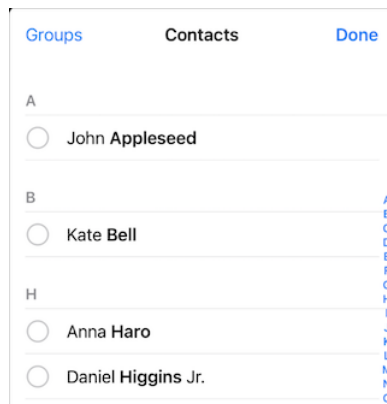 Groups Contacts Done
A
John Appleseed
B
Kate Bell
H
Anna Haro
Daniel Higgins Jr.